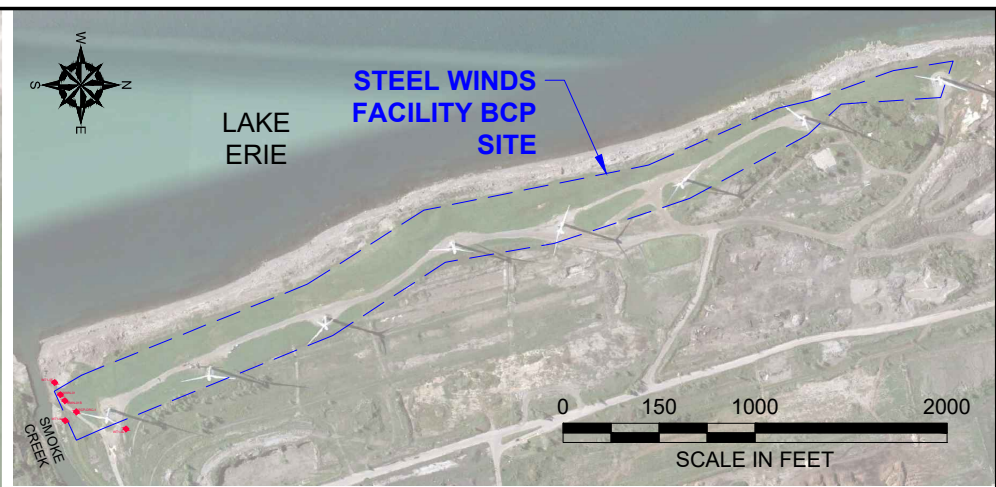 W
S
N
E
LAKE
ERIE
STEEL WINDS
FACILITY BCP
SITE
SMOKE
CREEK
0 150 1000 2000
SCALE IN FEET